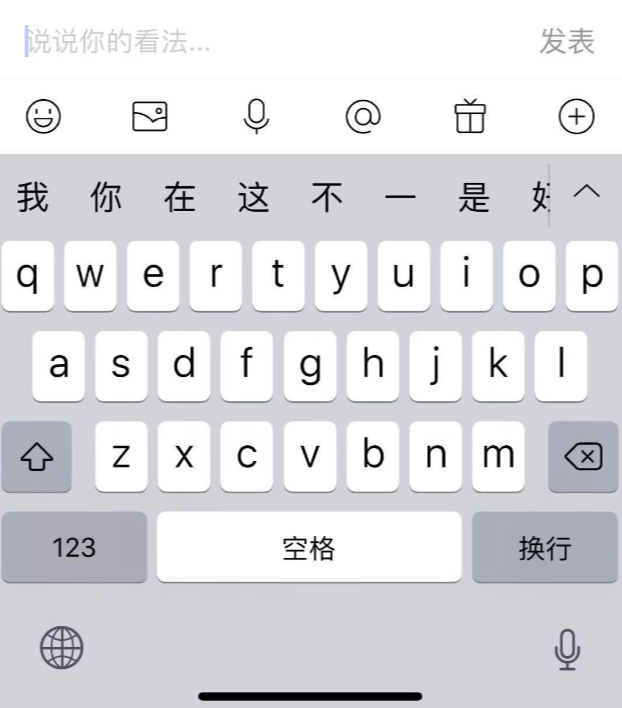 说说你的看法... 发表
我 你 在 这 不 一 是
q w e r t y u i o p
a s d f g h j k l
z x c v b n m
123 空格 换行